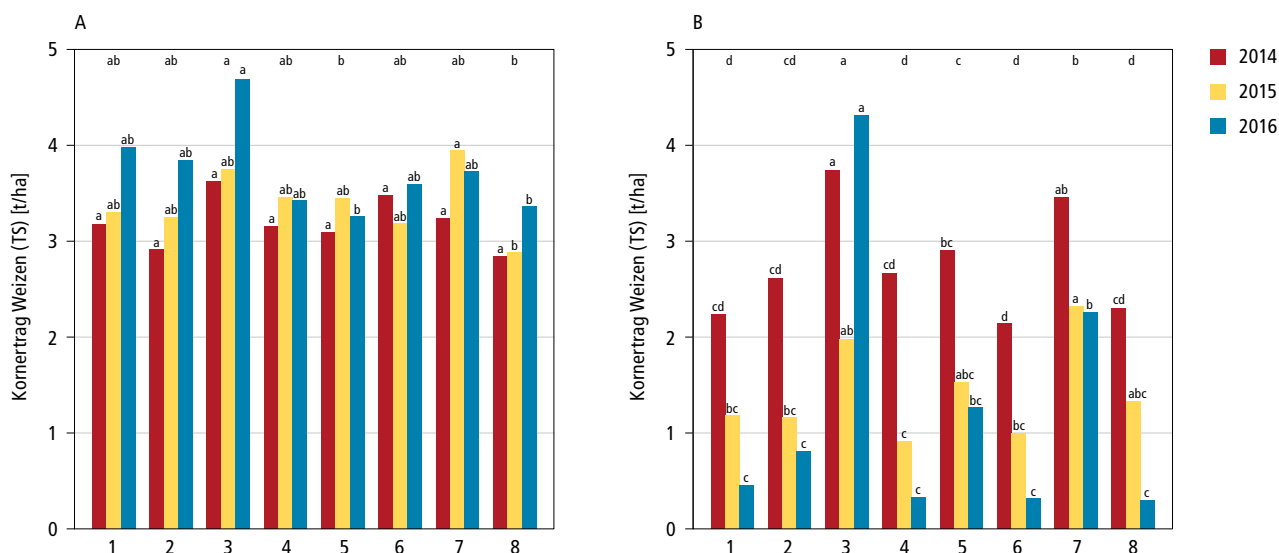 A
B
Kornertrag Weizen (TS) [t/ha]
5
4
3
2
1
0
ab ab a ab b ab ab b
a ab ab
a ab ab
a ab a
a ab ab
a ab b
a ab ab
a a ab
a b b
1 2 3 4 5 6 7 8
Kornertrag Weizen (TS) [t/ha]
5
4
3
2
1
0
d cd a d c d b d
cd bc c
cd bc c
a ab a
cd c c
bc abc bc
d bc c
ab a b
cd abc c
1 2 3 4 5 6 7 8
2014
2015
2016